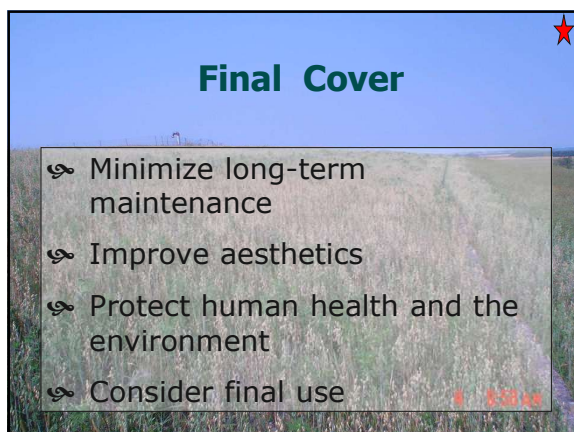 Final Cover
Minimize long-term
maintenance
Improve aesthetics
Protect human health and the
environment
Consider final use